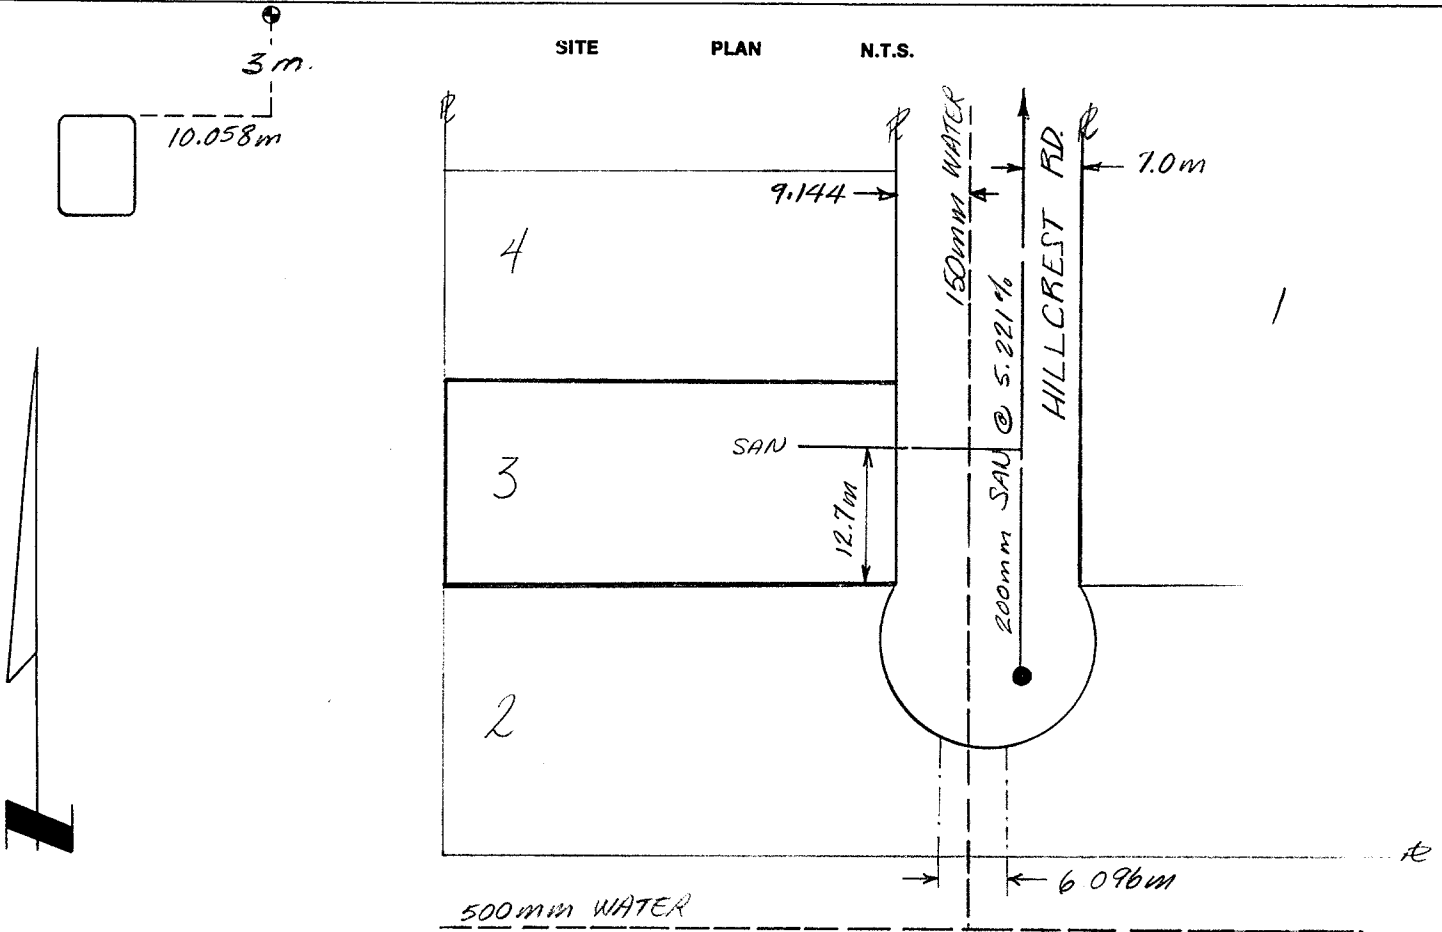 SITE PLAN N.T.S.
3 m.
10.058m
150mm WATER
HILLCREST RD.
7.0m
9.144
4
1
200mm SAN @ 5.221%
SAN
3
12.7m
2
6.096m
500mm WATER